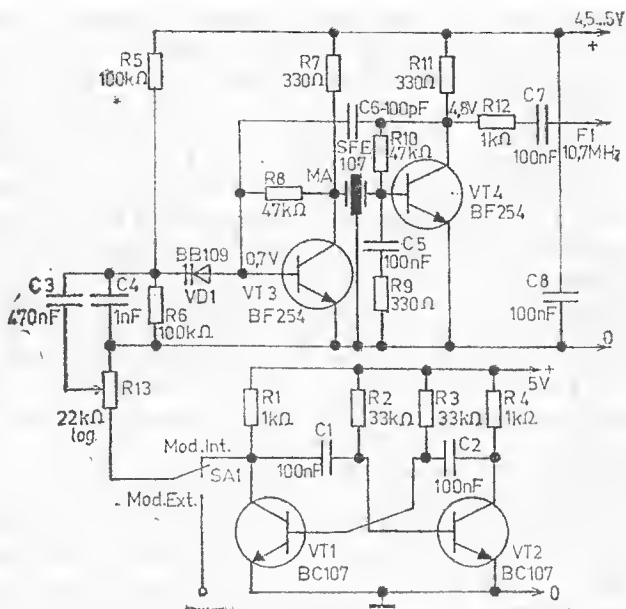 4,5...5V
+
R5
100kΩ
R7
330Ω
R11
330Ω
C6-100pF
4,8V
R12
1kΩ
C7
100nF
F1
10,7MHz
SFE
107
MA
R10
47kΩ
R8
47kΩ
VT4
BF254
BB109
VD1
0,7V
VT3
BF254
C5
100nF
R9
330Ω
C8
100nF
C3
470nF
C4
1nF
R6
100kΩ
0
R13
22kΩ
log.
+
5V
R1
1kΩ
R2
33kΩ
R3
33kΩ
R4
1kΩ
C1
100nF
C2
100nF
Mod.int.
SA1
Mod.Ext.
VT1
BC107
VT2
BC107
0